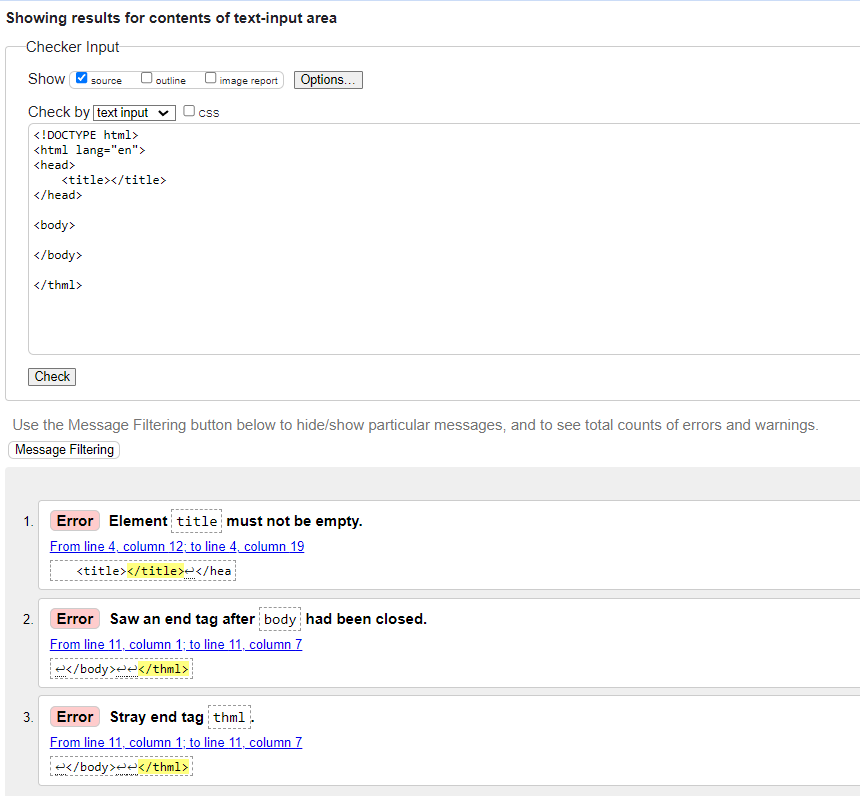 Showing results for contents of text-input area
Checker Input
Show source outline image report Options...
Check by text input css
<!DOCTYPE html>
<html lang="en">
<head>
    <title></title>
</head>
<body>
</body>
</thml>
Check
Use the Message Filtering button below to hide/show particular messages, and to see total counts of errors and warnings.
Message Filtering
1. Error Element title must not be empty.
From line 4, column 12; to line 4, column 19
<title></title>↩</hea
2. Error Saw an end tag after body had been closed.
From line 11, column 1; to line 11, column 7
↩</body>↩↩</thml>
3. Error Stray end tag thml.
From line 11, column 1; to line 11, column 7
↩</body>↩↩</thml>